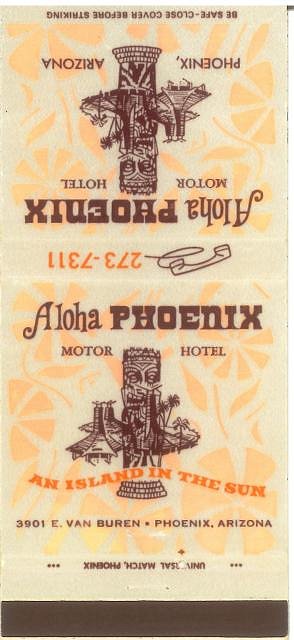 BE SAFE-CLOSE COVER BEFORE STRIKING
PHOENIX, ARIZONA
MOTOR HOTEL
Aloha PHOENIX
273-7311
Aloha PHOENIX
MOTOR HOTEL
AN ISLAND IN THE SUN
3901 E. VAN BUREN • PHOENIX, ARIZONA
••• UNIVERSAL MATCH, PHOENIX •••